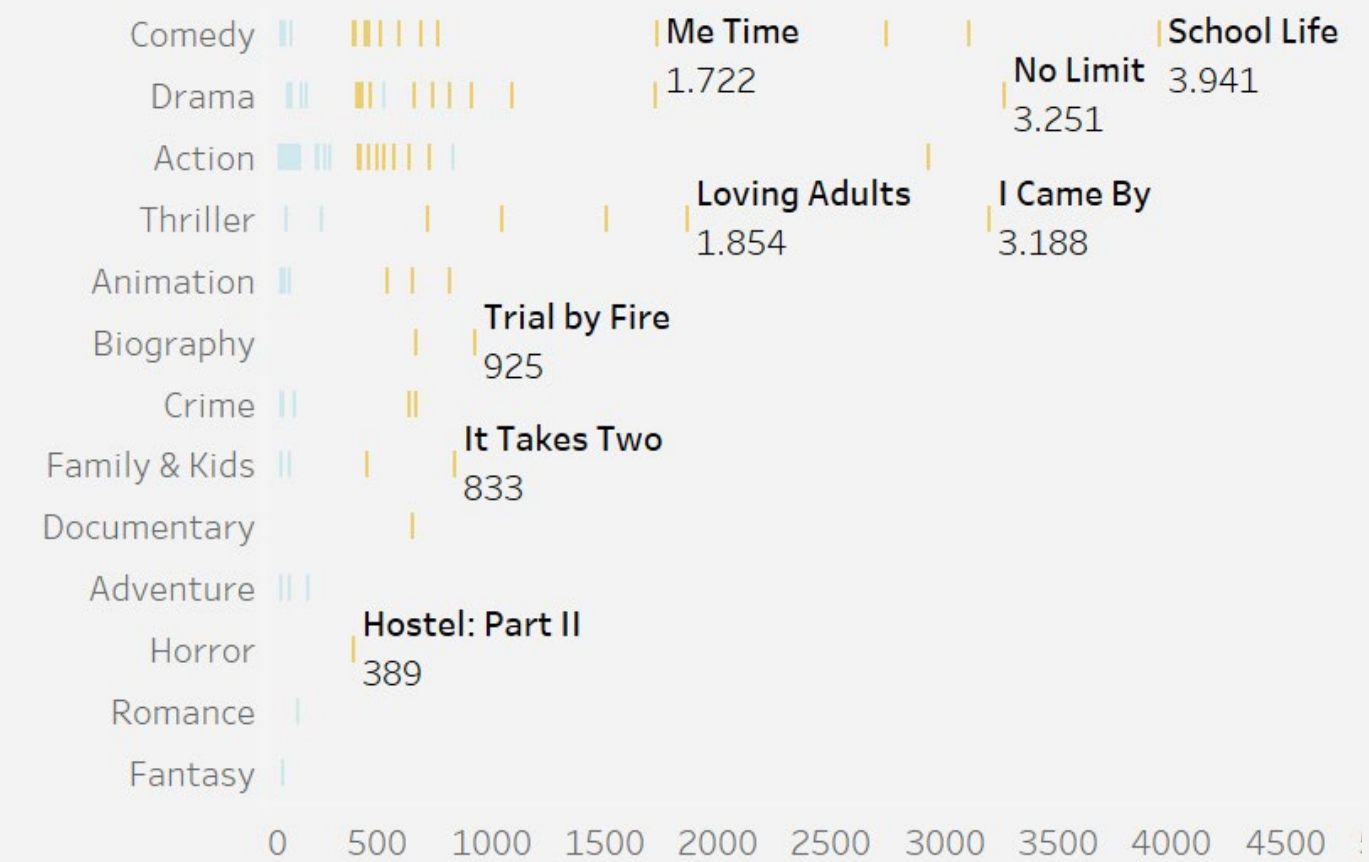 Comedy
Me Time
1.722
School Life
3.941
Drama
No Limit
3.251
Action
Thriller
Loving Adults
1.854
I Came By
3.188
Animation
Biography
Trial by Fire
925
Crime
Family & Kids
It Takes Two
833
Documentary
Adventure
Horror
Hostel: Part II
389
Romance
Fantasy
0 500 1000 1500 2000 2500 3000 3500 4000 4500